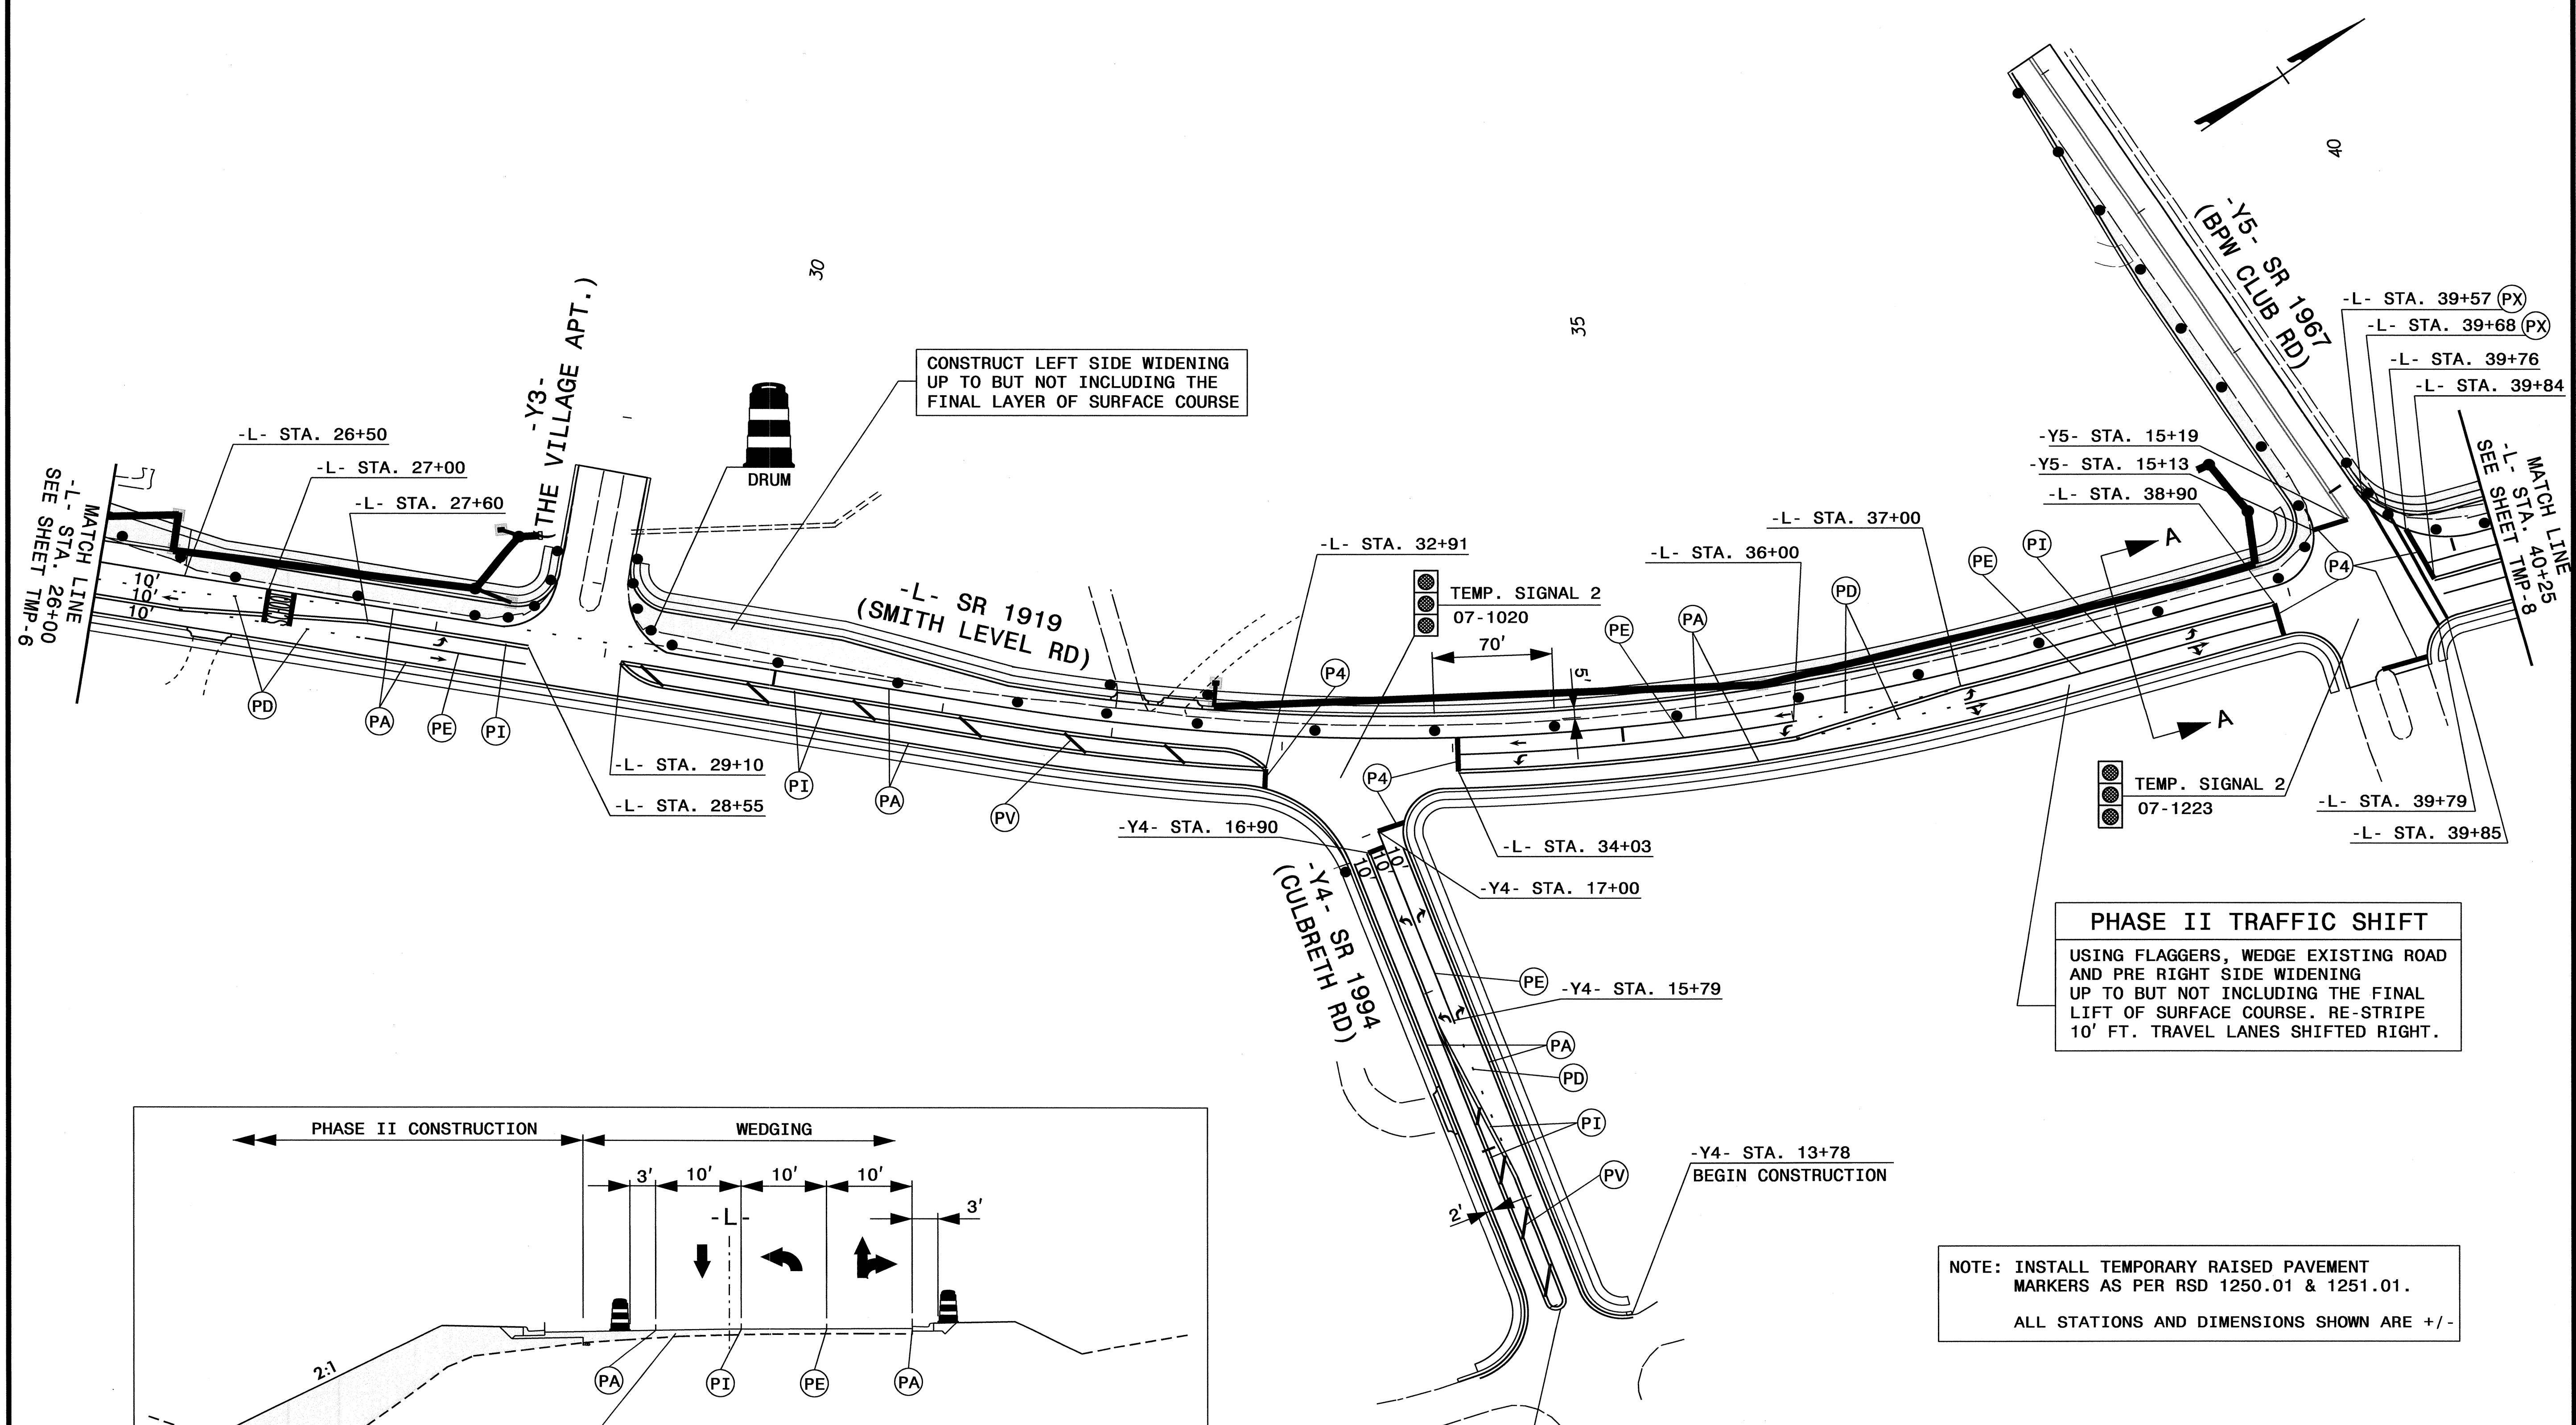 40
30
35
-Y5- SR 1967
(BPW CLUB RD)
-L- STA. 39+57 PX
-L- STA. 39+68 PX
-L- STA. 39+76
-L- STA. 39+84
-Y3-
(THE VILLAGE APT.)
CONSTRUCT LEFT SIDE WIDENING
UP TO BUT NOT INCLUDING THE
FINAL LAYER OF SURFACE COURSE
DRUM
-L- STA. 26+50
-L- STA. 27+00
-L- STA. 27+60
MATCH LINE
-L- STA. 26+00
SEE SHEET TMP-6
10'
10'
10'
PD
PA
PE
PI
-L- SR 1919
(SMITH LEVEL RD)
-L- STA. 29+10
-L- STA. 28+55
PI
PA
PV
-L- STA. 32+91
P4
TEMP. SIGNAL 2
07-1020
70'
5'
PE
PA
-L- STA. 36+00
-L- STA. 37+00
PD
PE
PI
A
A
-Y5- STA. 15+19
-Y5- STA. 15+13
-L- STA. 38+90
P4
MATCH LINE
-L- STA. 40+25
SEE SHEET TMP-8
TEMP. SIGNAL 2
07-1223
-L- STA. 39+79
-L- STA. 39+85
P4
-L- STA. 34+03
-Y4- STA. 16+90
-Y4- STA. 17+00
10'
10'
10'
-Y4- SR 1994
(CULBRETH RD)
PE
-Y4- STA. 15+79
PA
PD
PI
PV
2'
-Y4- STA. 13+78
BEGIN CONSTRUCTION
PHASE II TRAFFIC SHIFT
USING FLAGGERS, WEDGE EXISTING ROAD
AND PRE RIGHT SIDE WIDENING
UP TO BUT NOT INCLUDING THE FINAL
LIFT OF SURFACE COURSE. RE-STRIPE
10' FT. TRAVEL LANES SHIFTED RIGHT.
NOTE: INSTALL TEMPORARY RAISED PAVEMENT
MARKERS AS PER RSD 1250.01 & 1251.01.
ALL STATIONS AND DIMENSIONS SHOWN ARE +/-
PHASE II CONSTRUCTION
WEDGING
3'
10'
10'
10'
3'
-L-
2:1
PA
PI
PE
PA